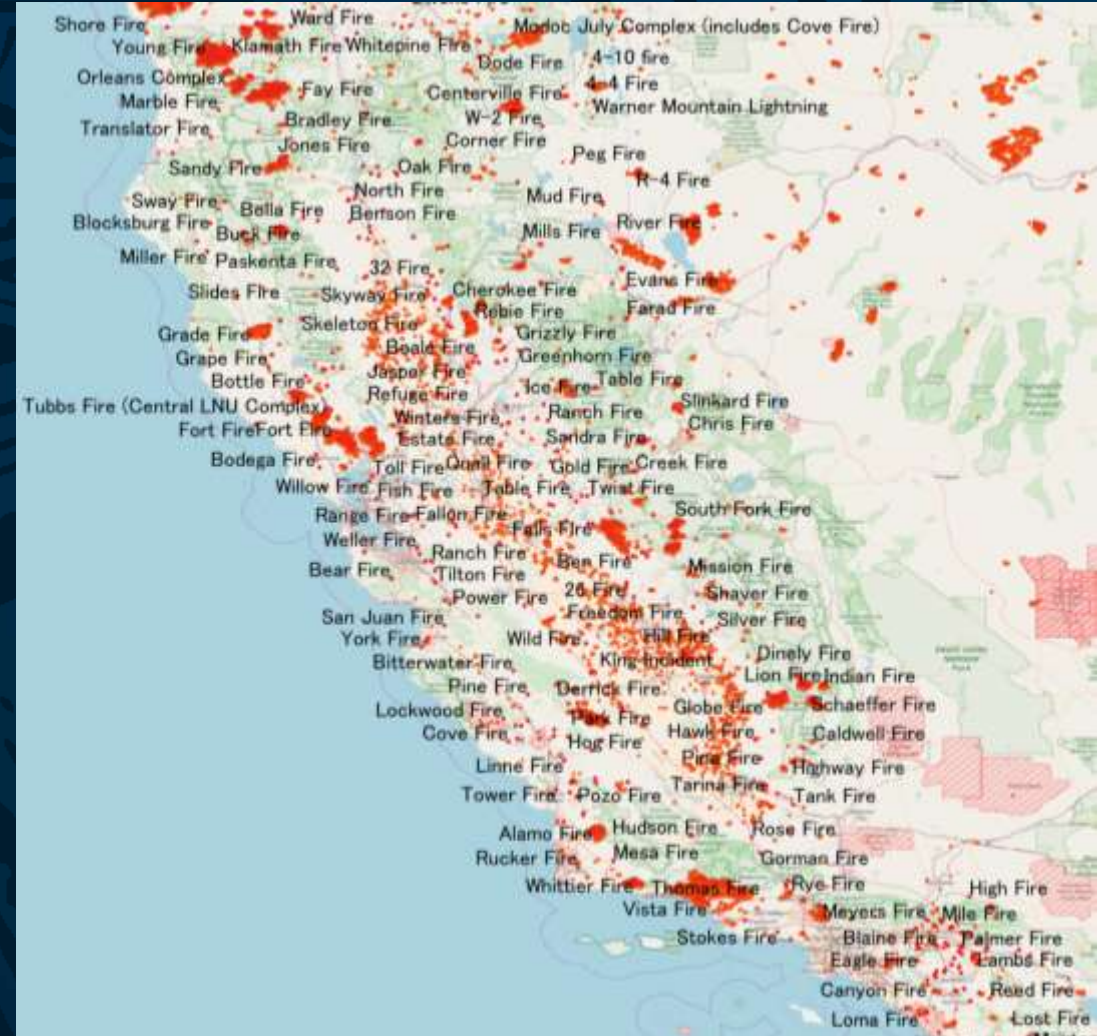 Shore Fire
Ward Fire
Modoc July Complex (includes Cove Fire)
Young Fire
Klamath Fire
Whitepine Fire
Dode Fire
4-10 fire
Orleans Complex
Fay Fire
Centerville Fire
4-4 Fire
Marble Fire
Warner Mountain Lightning
Translator Fire
Bradley Fire
W-2 Fire
Jones Fire
Corner Fire
Peg Fire
Sandy Fire
Oak Fire
R-4 Fire
Sway Fire
North Fire
Mud Fire
Blocksburg Fire
Bella Fire
Berrson Fire
River Fire
Buck Fire
Mills Fire
Miller Fire
Paskenta Fire
32 Fire
Evans Fire
Slides FIre
Skyway Fire
Cherokee Fire
Robie Fire
Farad Fire
Grade Fire
Skeleton Fire
Grizzly Fire
Grape Fire
Beale Fire
Greenhorn Fire
Bottle Fire
Jasper Fire
Ice Fire
Table Fire
Refuge Fire
Tubbs Fire (Central LNU Complex)
Winters Fire
Ranch Fire
Slinkard Fire
Fort Fire
Fort Fire
Estate Fire
Sandra Fire
Chris Fire
Bodega Fire
Toll Fire
Quail Fire
Gold Fire
Creek Fire
Willow Fire
Fish Fire
Table Fire
Twist Fire
Range Fire
Fallon Fire
South Fork Fire
Weller Fire
Falls FIre
Bear Fire
Ranch Fire
Ben Fire
Mission Fire
Tilton Fire
Power Fire
26 Fire
Shaver Fire
San Juan Fire
Freedom Fire
Silver Fire
York Fire
Wild Fire
Hill Fire
Bitterwater Fire
King Incident
Dinely Fire
Pine Fire
Derrick Fire
Lion Fire
Indian Fire
Lockwood Fire
Park Fire
Globe Fire
Schaeffer Fire
Cove Fire
Hog Fire
Hawk Fire
Caldwell Fire
Linne Fire
Pina Fire
Highway Fire
Tower Fire
Pozo Fire
Tarina Fire
Tank Fire
Alamo Fire
Hudson Fire
Rose Fire
Rucker Fire
Mesa Fire
Gorman Fire
Whittier Fire
Thomas Fire
Rye Fire
High Fire
Vista Fire
Meyers Fire
Mile Fire
Stokes Fire
Blaine Fire
Palmer Fire
Eagle Fire
Lambs Fire
Canyon Fire
Reed Fire
Loma Fire
Lost Fire